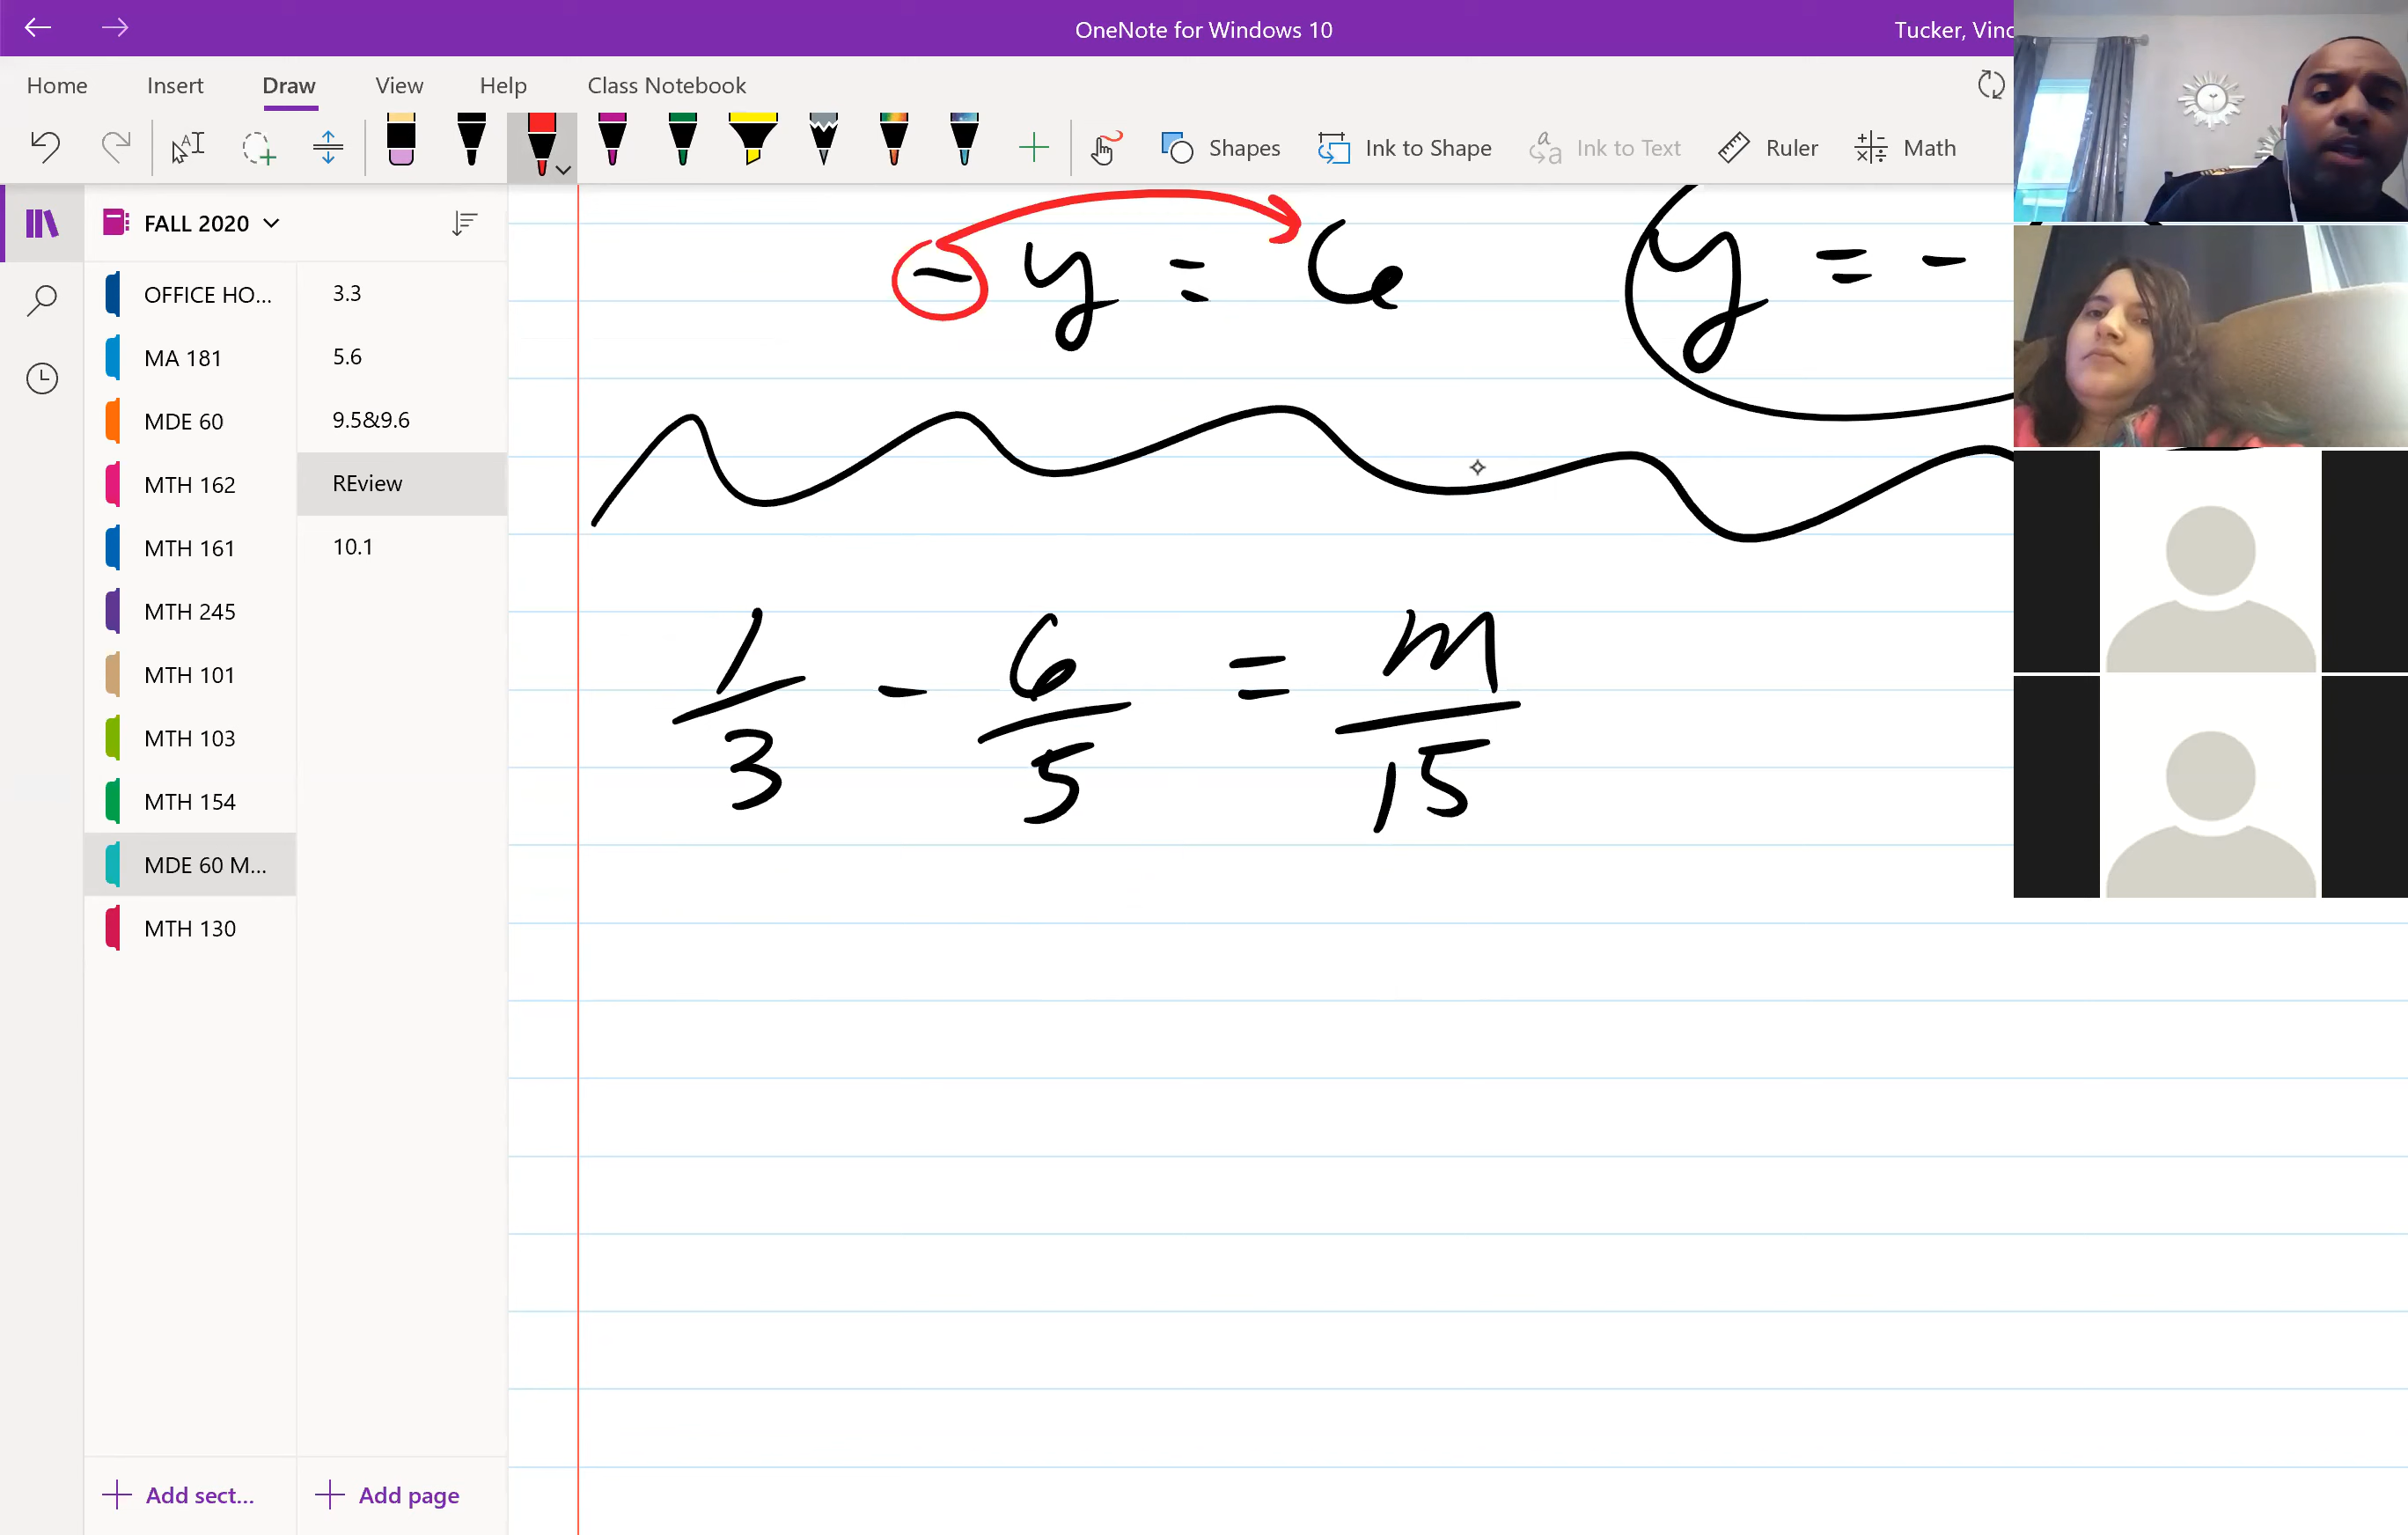 OneNote for Windows 10
Tucker, Vinc
Home Insert Draw View Help Class Notebook
Shapes Ink to Shape Ink to Text Ruler Math
FALL 2020
OFFICE HO...
MA 181
MDE 60
MTH 162
MTH 161
MTH 245
MTH 101
MTH 103
MTH 154
MDE 60 M...
MTH 130
Add sect...
3.3
5.6
9.5&9.6
REview
10.1
Add page
- y = 6 y = -
1/3 - 6/5 = m/15